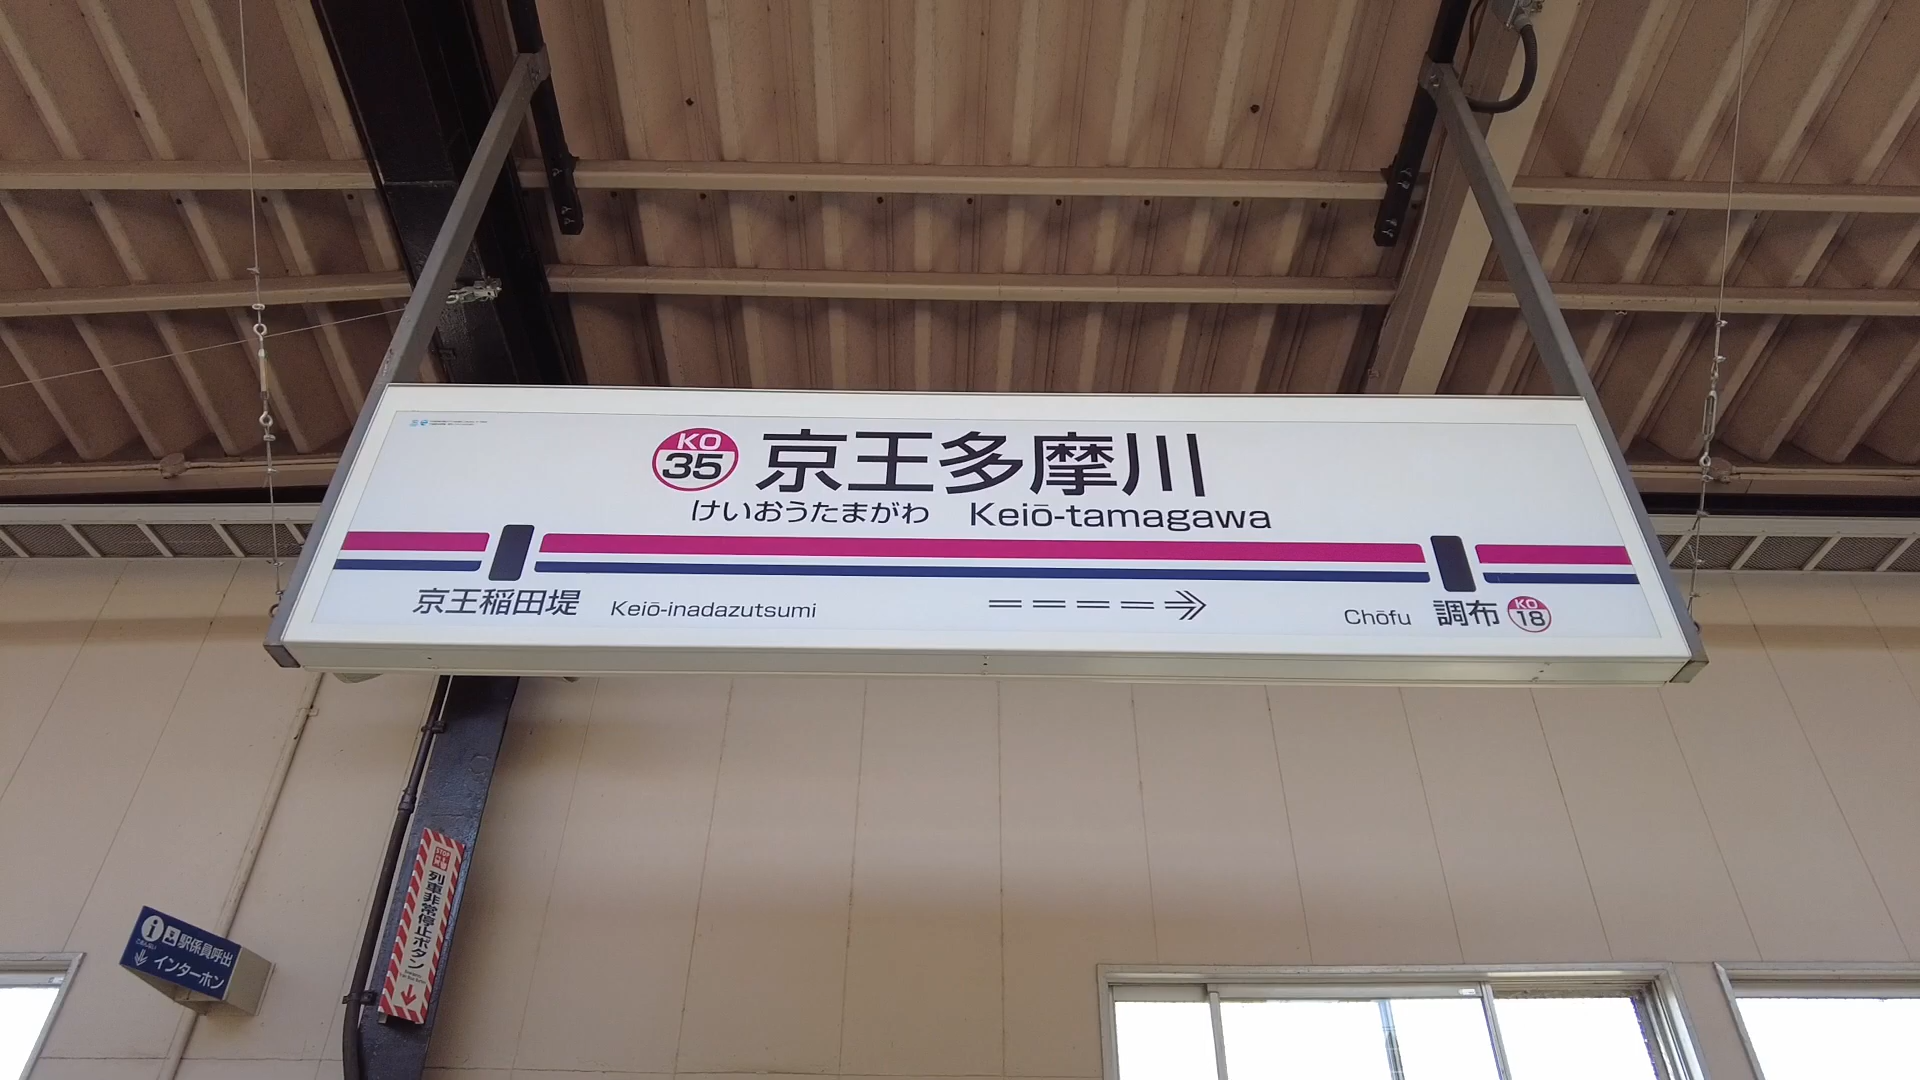 KO
35
京王多摩川
けいおうたまがわ Keiō-tamagawa
京王稲田堤 Keiō-inadazutsumi
Chōfu 調布
KO
18
STOP
列車非常停止ボタン
駅係員呼出
インターホン